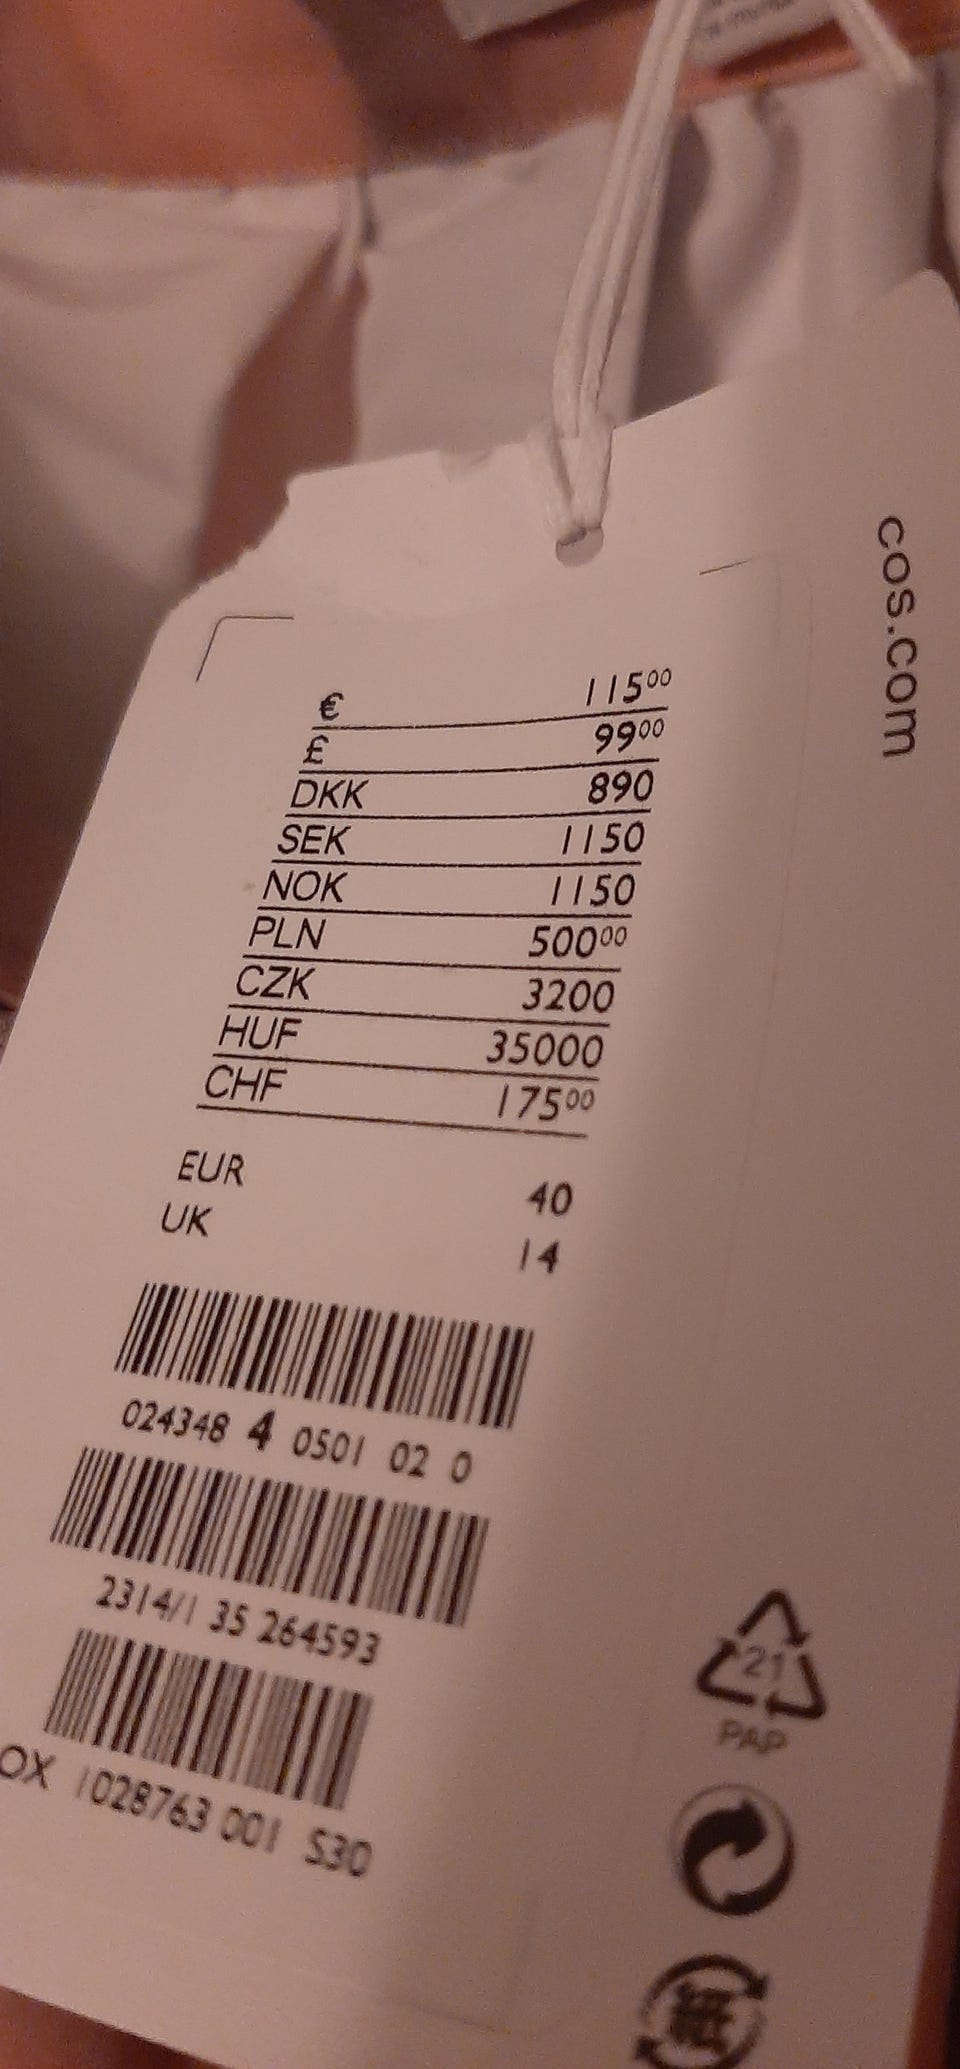 cos.com
€ 11500
£ 9900
DKK 890
SEK 1150
NOK 1150
PLN 50000
CZK 3200
HUF 35000
CHF 17500
EUR 40
UK 14
024348 4 0501 02 0
2314/1 35 264593
OX 1028763 001 S30
21
PAP
紙